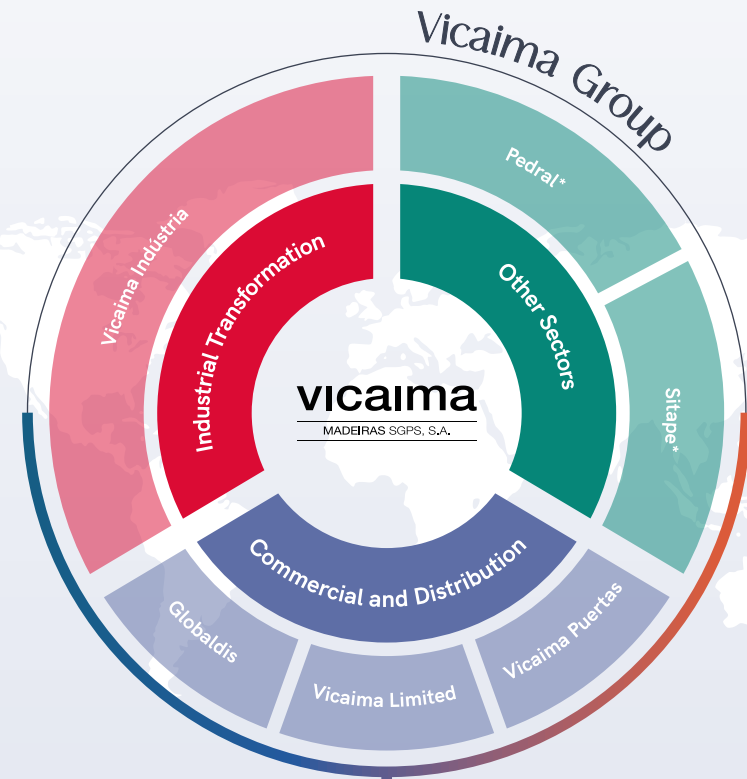 Vicaima Group
Vicaima Indústria
Industrial Transformation
Pedral*
Other Sectors
Sitape*
vicaima
MADEIRAS SGPS, S.A.
Commercial and Distribution
Globaldis
Vicaima Limited
Vicaima Puertas